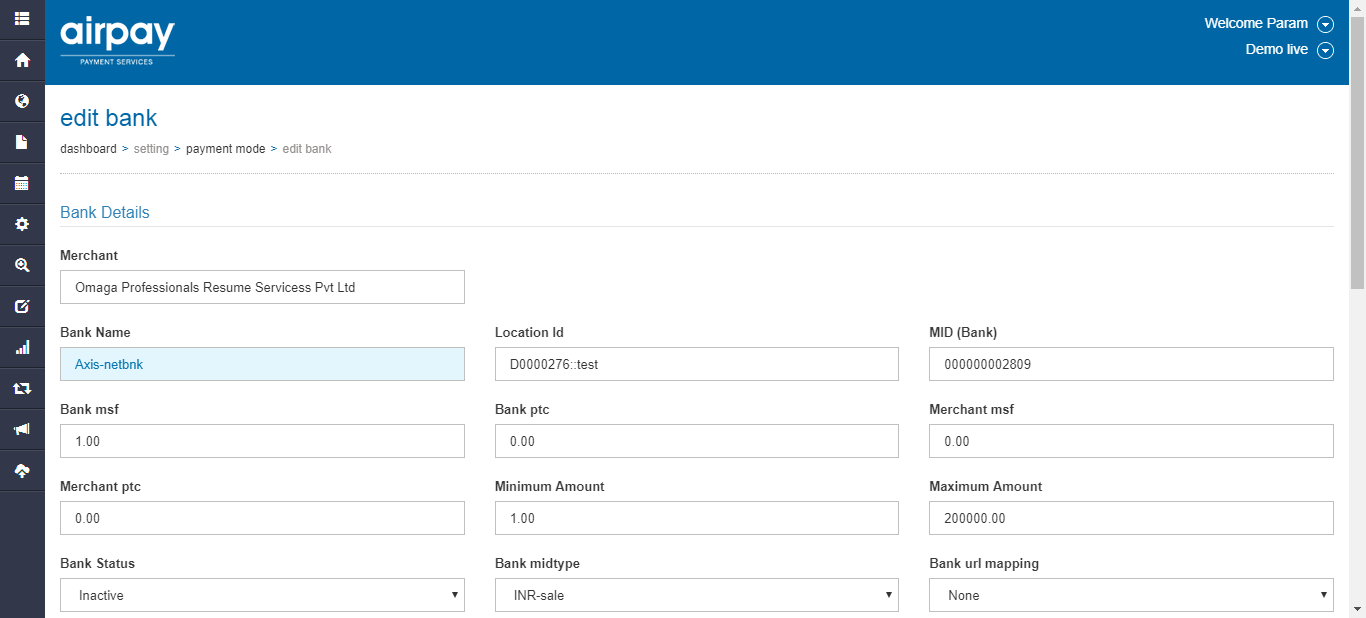 airpay
PAYMENT SERVICES
Welcome Param
Demo live
edit bank
dashboard > setting > payment mode > edit bank
Bank Details
Merchant
Omaga Professionals Resume Servicess Pvt Ltd
Bank Name Location Id MID (Bank)
Axis-netbnk D0000276::test 000000002809
Bank msf Bank ptc Merchant msf
1.00 0.00 0.00
Merchant ptc Minimum Amount Maximum Amount
0.00 1.00 200000.00
Bank Status Bank midtype Bank url mapping
Inactive INR-sale None